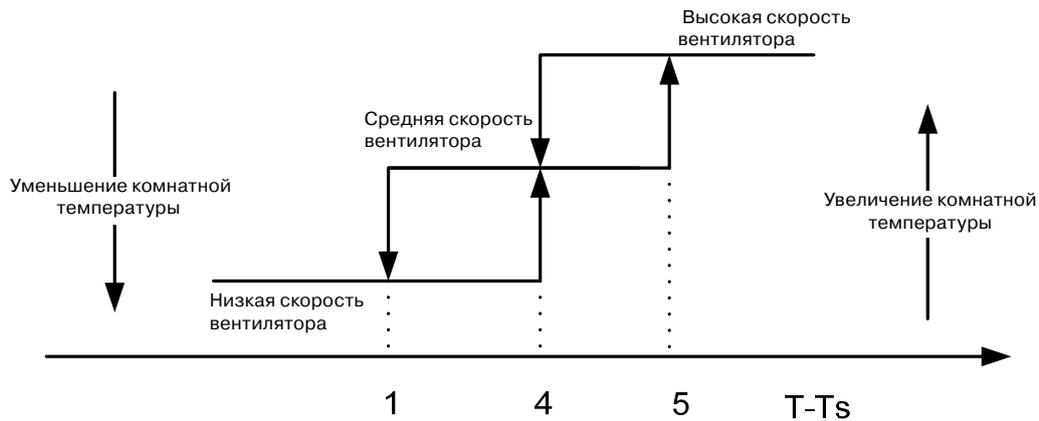 Высокая скорость
вентилятора
Средняя скорость
вентилятора
Уменьшение комнатной
температуры
Увеличение комнатной
температуры
Низкая скорость
вентилятора
1
4
5
T-Ts